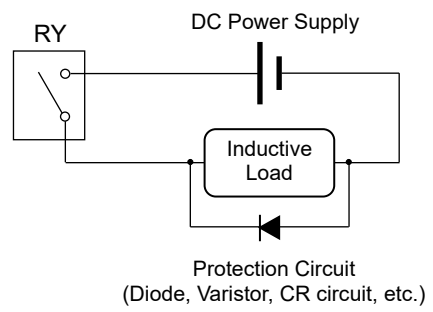 DC Power Supply
RY
Inductive
Load
Protection Circuit
(Diode, Varistor, CR circuit, etc.)